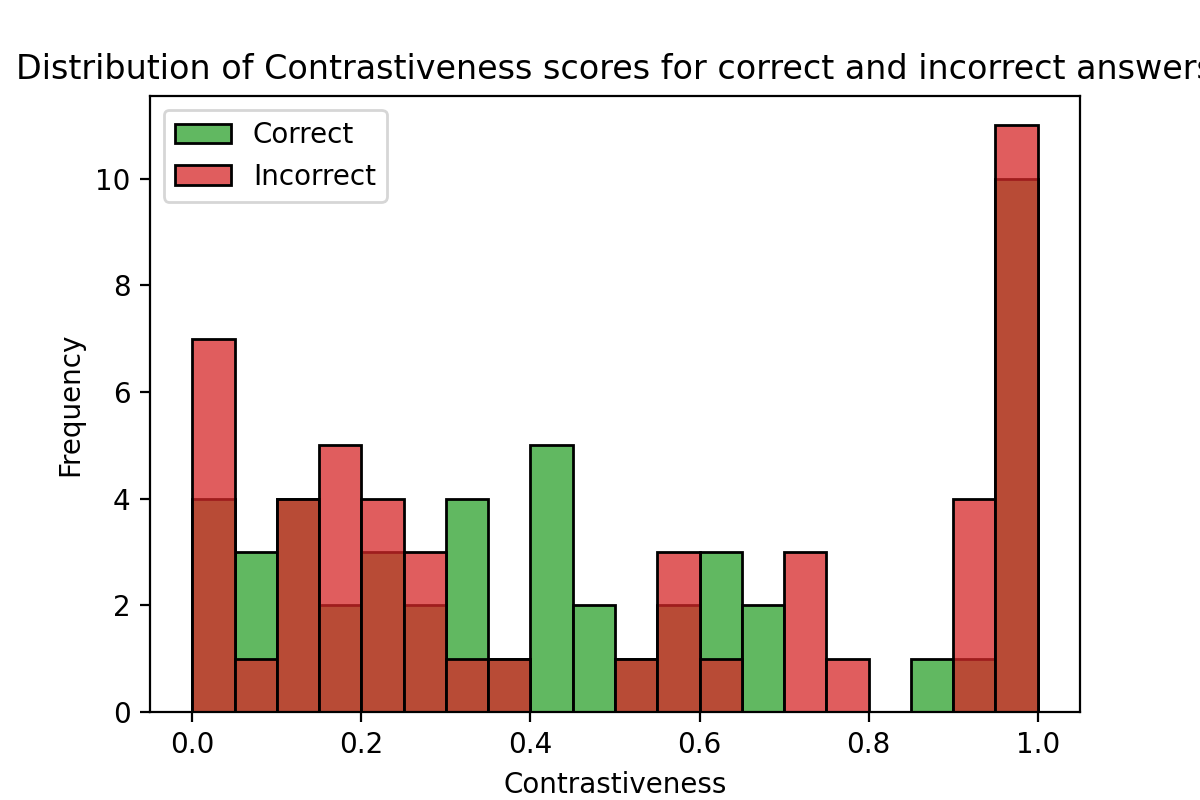 Distribution of Contrastiveness scores for correct and incorrect answers
Correct
Incorrect
10
8
6
4
2
0
Frequency
0.0 0.2 0.4 0.6 0.8 1.0
Contrastiveness